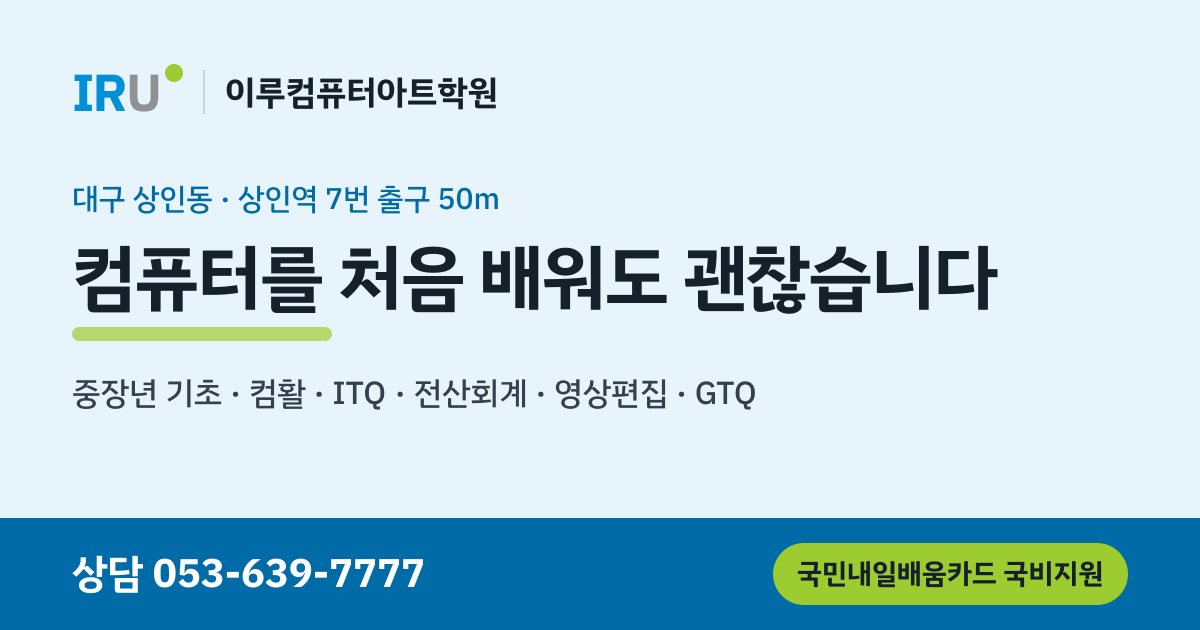 IRU 이루컴퓨터아트학원
대구 상인동 · 상인역 7번 출구 50m
컴퓨터를 처음 배워도 괜찮습니다
중장년 기초 · 컴활 · ITQ · 전산회계 · 영상편집 · GTQ
상담 053-639-7777
국민내일배움카드 국비지원